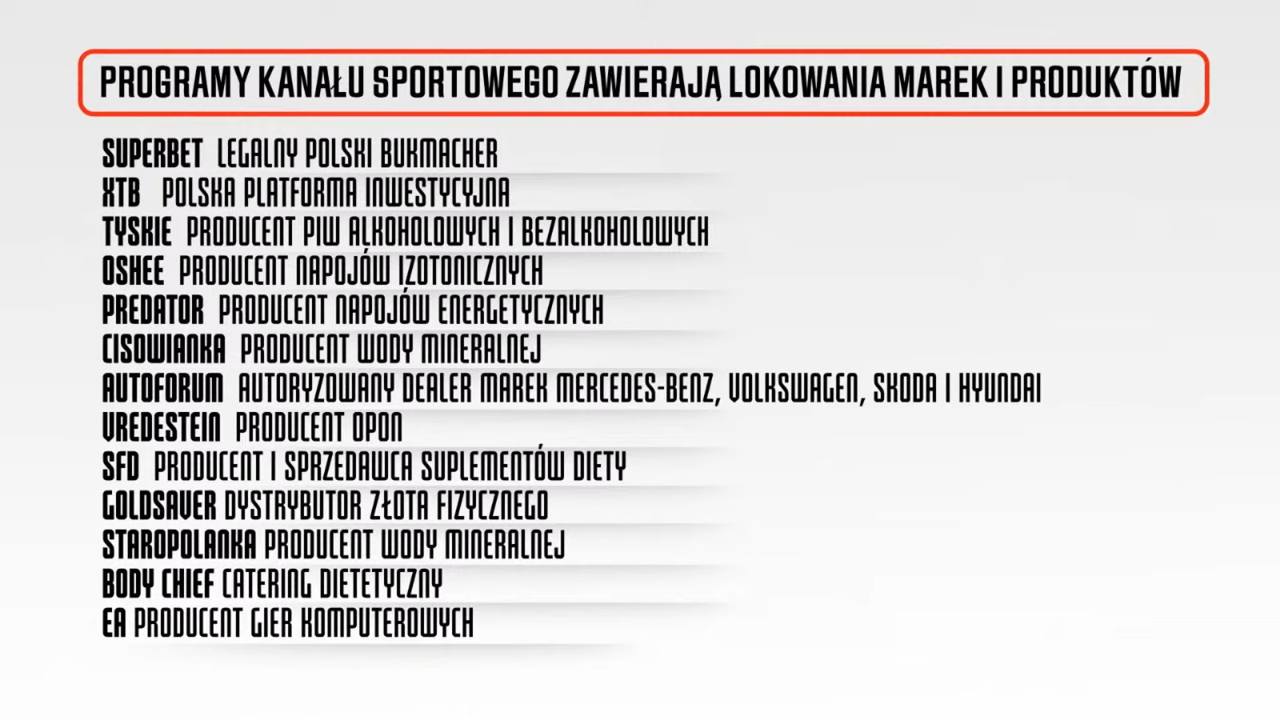 PROGRAMY KANAŁU SPORTOWEGO ZAWIERAJĄ LOKOWANIA MAREK I PRODUKTÓW
SUPERBET LEGALNY POLSKI BUKMACHER
XTB POLSKA PLATFORMA INWESTYCYJNA
TYSKIE PRODUCENT PIW ALKOHOLOWYCH I BEZALKOHOLOWYCH
OSHEE PRODUCENT NAPOJÓW IZOTONICZNYCH
PREDATOR PRODUCENT NAPOJÓW ENERGETYCZNYCH
CISOWIANKA PRODUCENT WODY MINERALNEJ
AUTOFORUM AUTORYZOWANY DEALER MAREK MERCEDES-BENZ, VOLKSWAGEN, SKODA I HYUNDAI
VREDESTEIN PRODUCENT OPON
SFD PRODUCENT I SPRZEDAWCA SUPLEMENTÓW DIETY
GOLDSAVER DYSTRYBUTOR ZŁOTA FIZYCZNEGO
STAROPOLANKA PRODUCENT WODY MINERALNEJ
BODY CHIEF CATERING DIETETYCZNY
EA PRODUCENT GIER KOMPUTEROWYCH